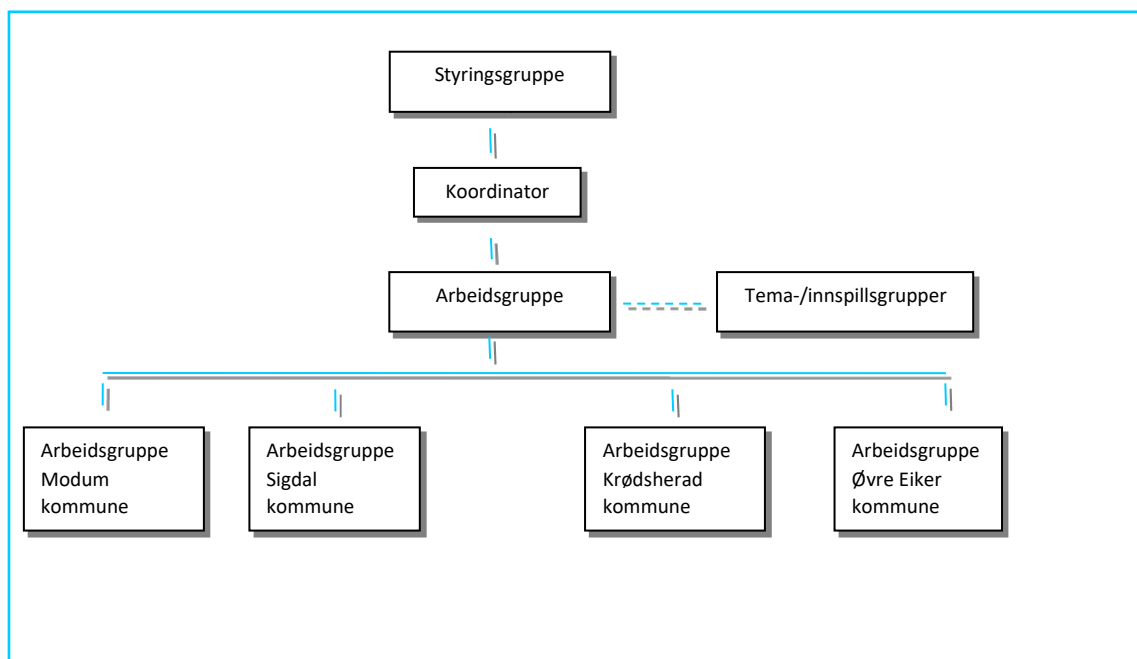 Styringsgruppe
Koordinator
Arbeidsgruppe
Tema-/innspillsgrupper
Arbeidsgruppe
Modum
kommune
Arbeidsgruppe
Sigdal
kommune
Arbeidsgruppe
Krødsherad
kommune
Arbeidsgruppe
Øvre Eiker
kommune